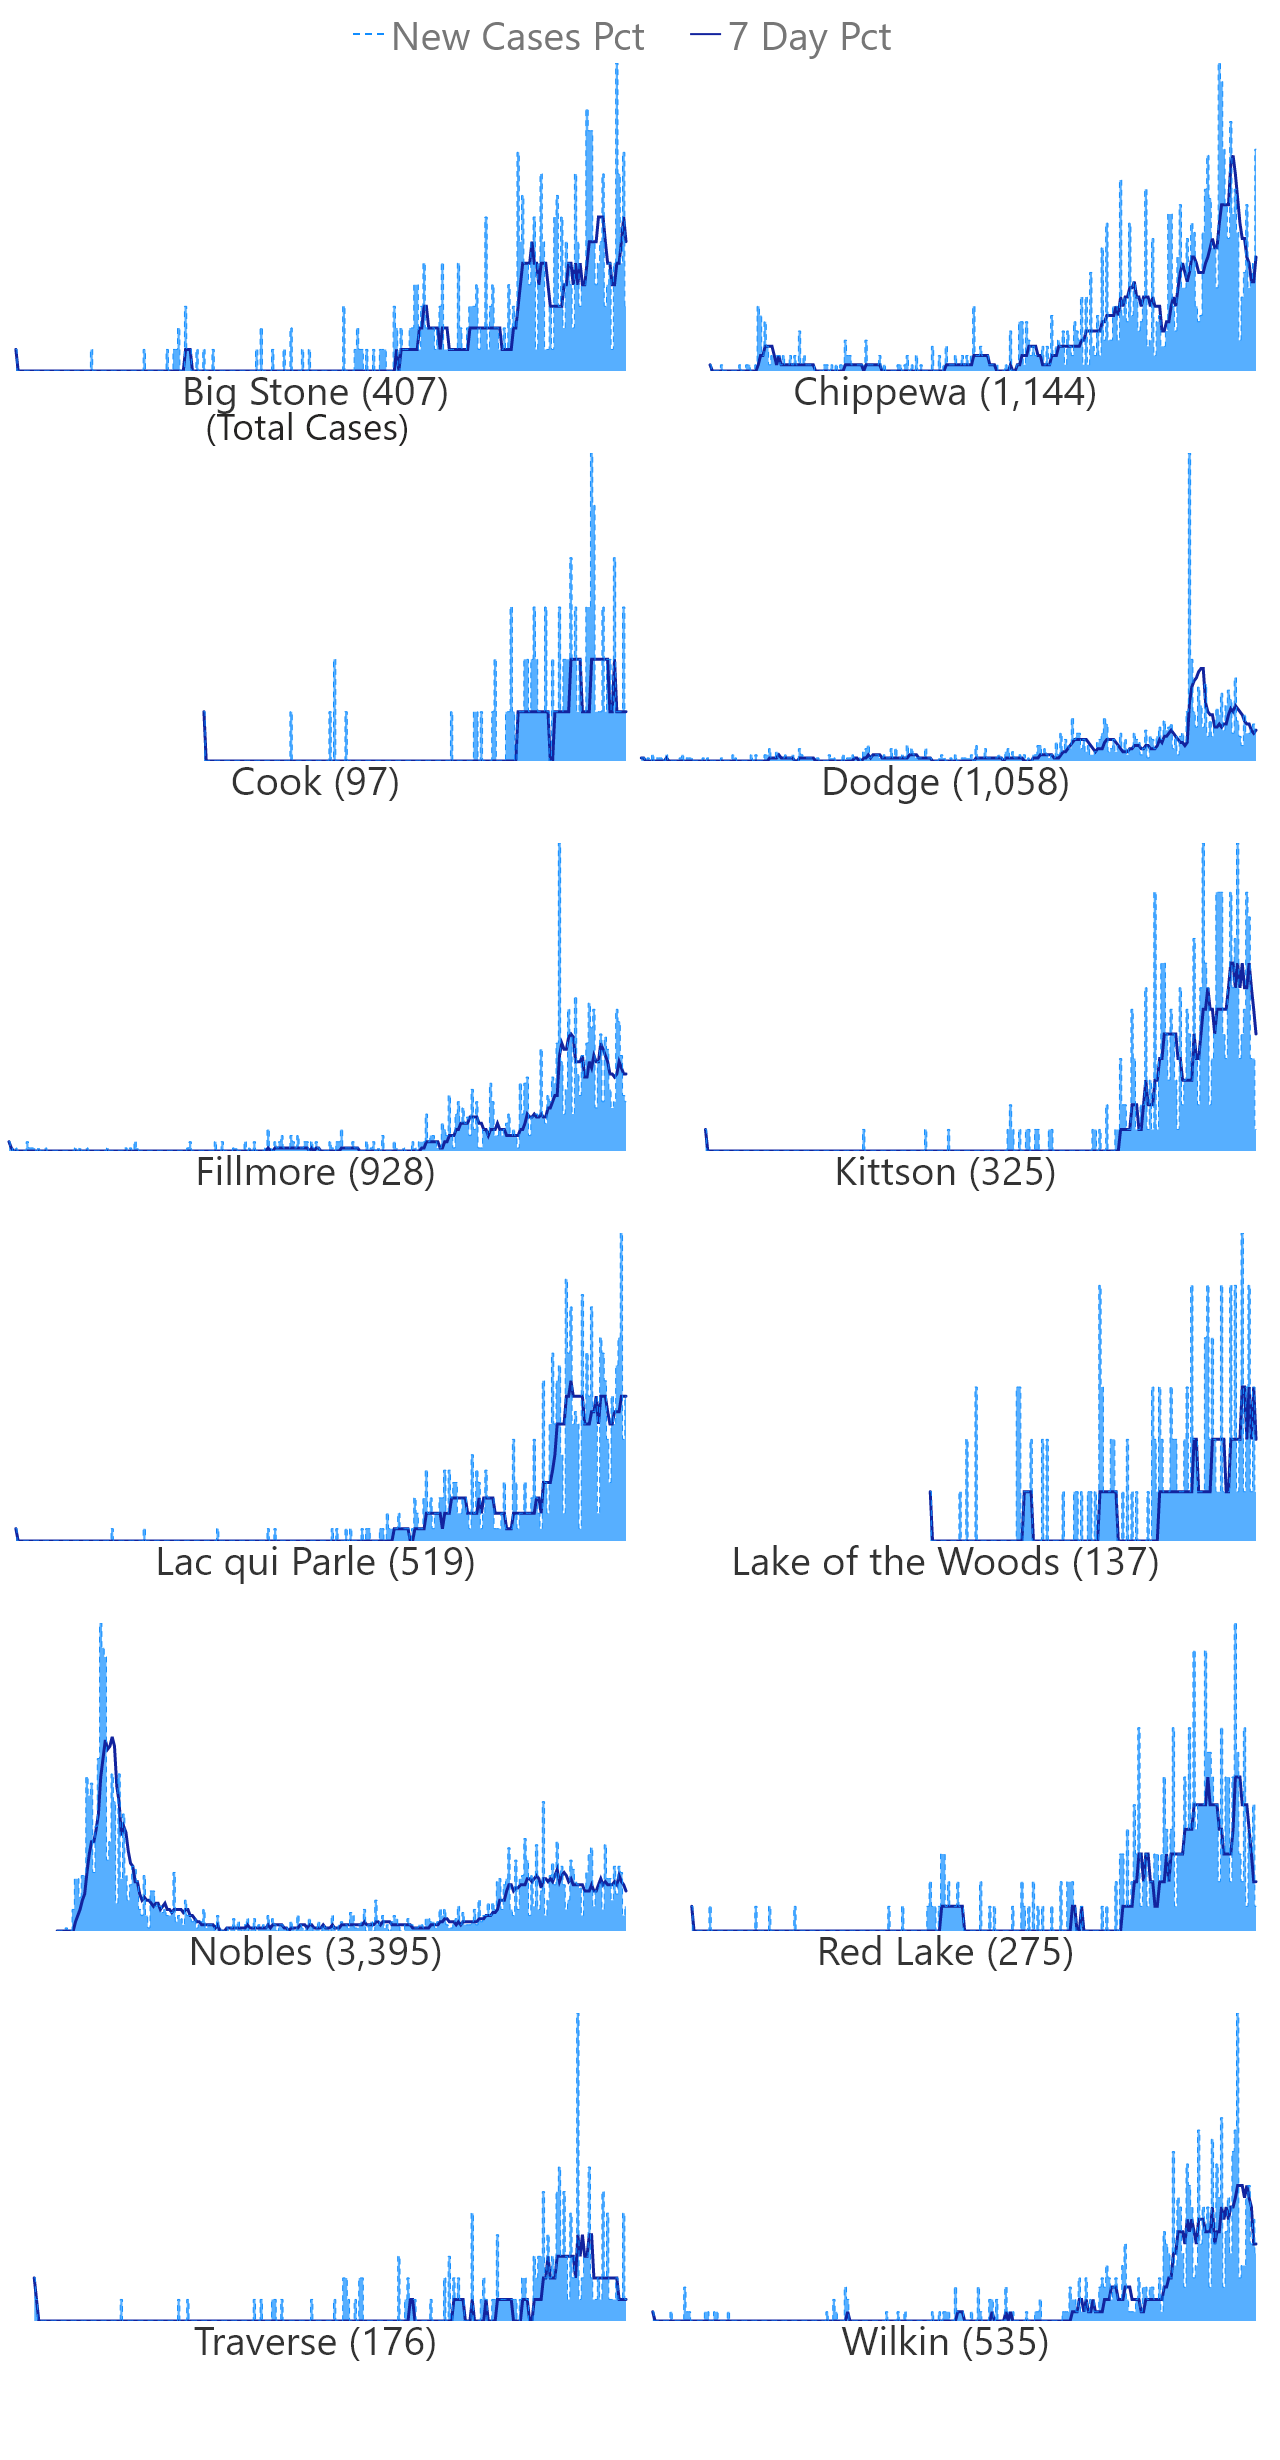 New Cases Pct 7 Day Pct
Big Stone (407) Chippewa (1,144)
(Total Cases)
Cook (97) Dodge (1,058)
Fillmore (928) Kittson (325)
Lac qui Parle (519) Lake of the Woods (137)
Nobles (3,395) Red Lake (275)
Traverse (176) Wilkin (535)